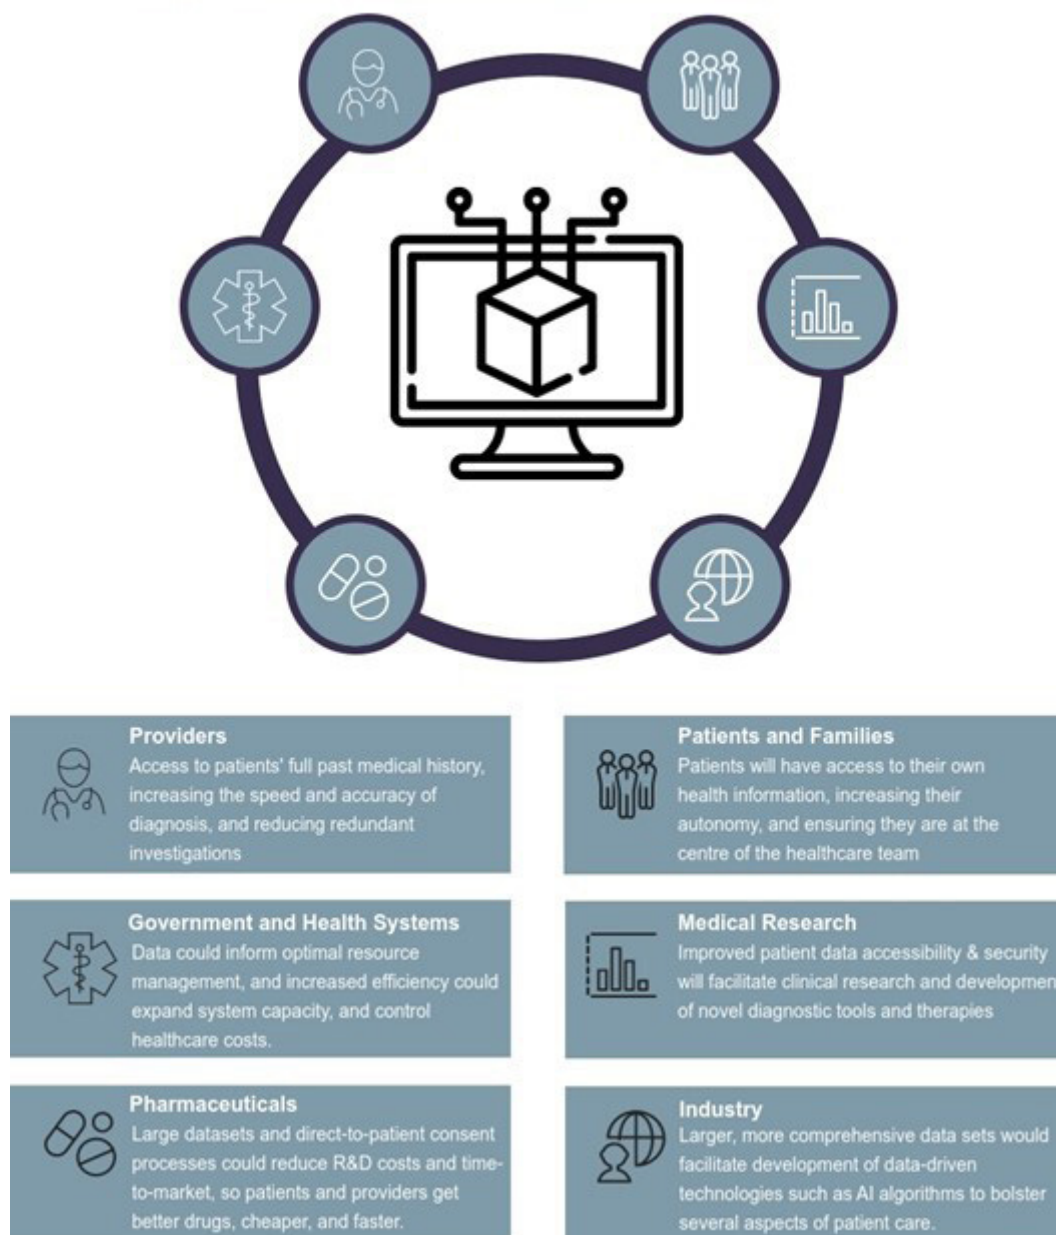 Providers
Access to patients' full past medical history,
increasing the speed and accuracy of
diagnosis, and reducing redundant
investigations
Patients and Families
Patients will have access to their own
health information, increasing their
autonomy, and ensuring they are at the
centre of the healthcare team
Government and Health Systems
Data could inform optimal resource
management, and increased efficiency could
expand system capacity, and control
healthcare costs.
Medical Research
Improved patient data accessibility & security
will facilitate clinical research and developmen
of novel diagnostic tools and therapies
Pharmaceuticals
Large datasets and direct-to-patient consent
processes could reduce R&D costs and time-
to-market, so patients and providers get
better drugs, cheaper, and faster.
Industry
Larger, more comprehensive data sets would
facilitate development of data-driven
technologies such as AI algorithms to bolster
several aspects of patient care.